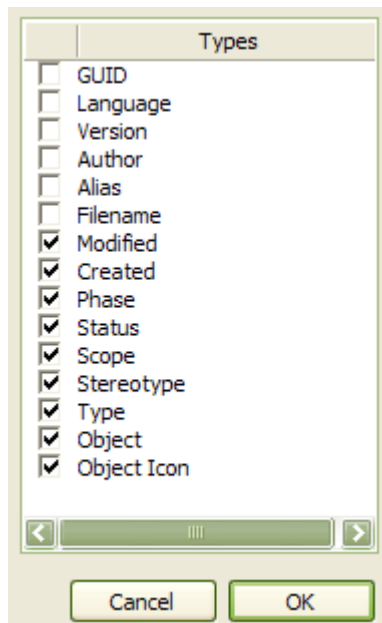 Types
GUID
Language
Version
Author
Alias
Filename
Modified
Created
Phase
Status
Scope
Stereotype
Type
Object
Object Icon
Cancel OK